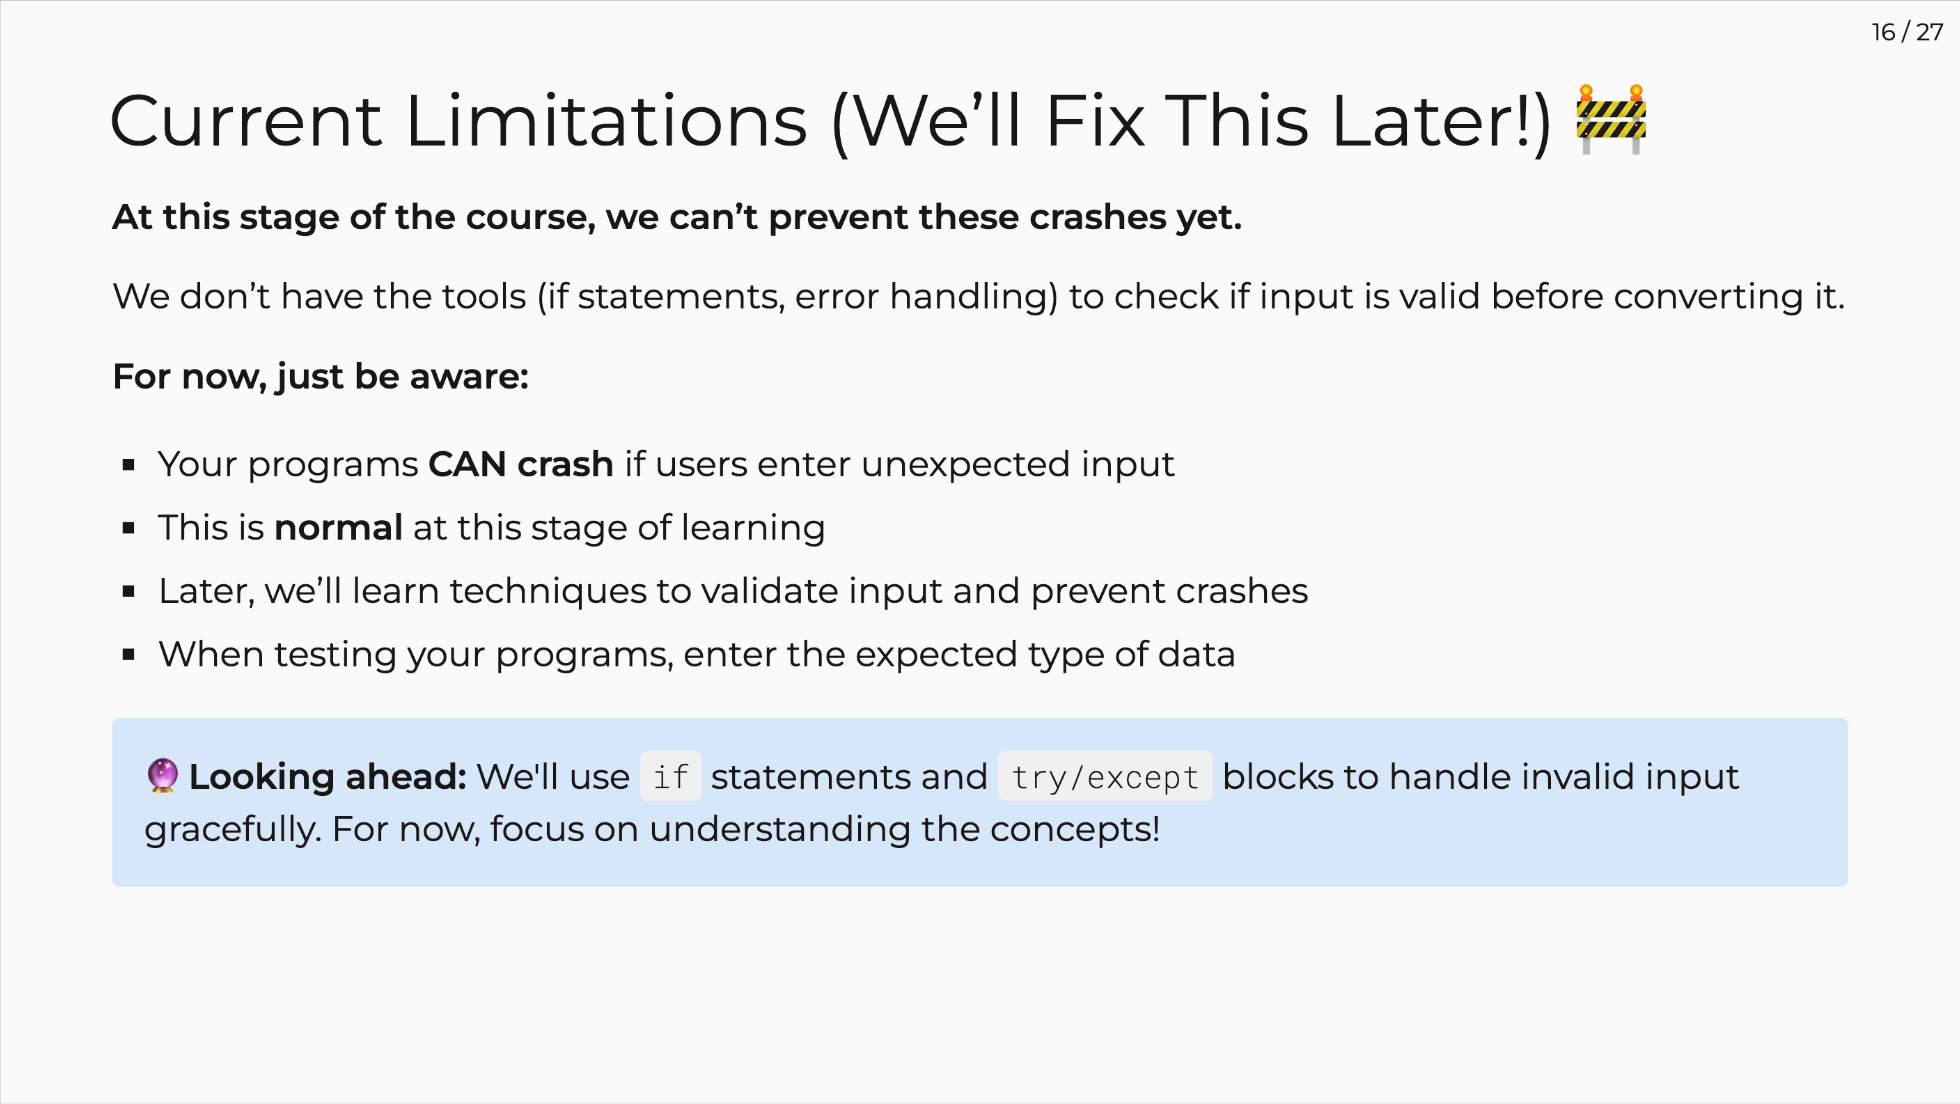 16 / 27
Current Limitations (We’ll Fix This Later!) 🚧
At this stage of the course, we can’t prevent these crashes yet.
We don’t have the tools (if statements, error handling) to check if input is valid before converting it.
For now, just be aware:
▪ Your programs CAN crash if users enter unexpected input
▪ This is normal at this stage of learning
▪ Later, we’ll learn techniques to validate input and prevent crashes
▪ When testing your programs, enter the expected type of data
🔮 Looking ahead: We'll use if statements and try/except blocks to handle invalid input
gracefully. For now, focus on understanding the concepts!